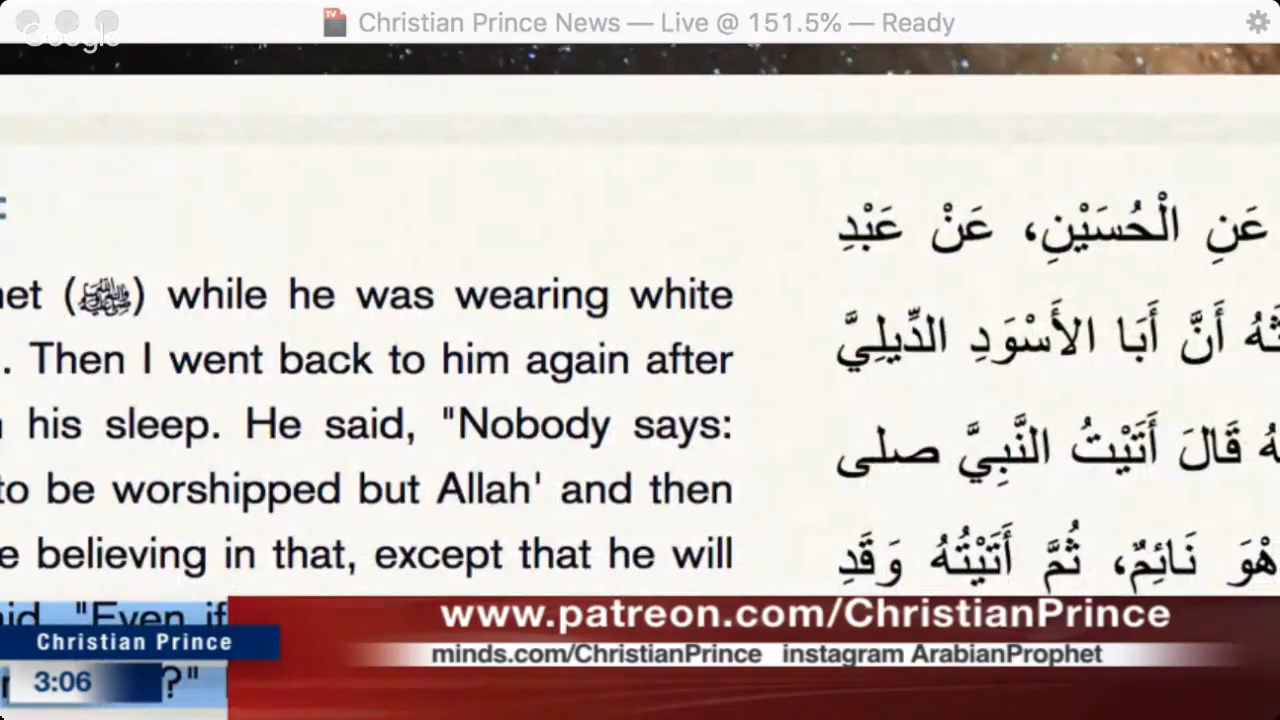 Christian Prince News — Live @ 151.5% — Ready
Google
:
et (ﷺ) while he was wearing white
. Then I went back to him again after
his sleep. He said, "Nobody says:
to be worshipped but Allah' and then
e believing in that, except that he will
"Even if
?"
عَنِ الْحُسَيْنِ، عَنْ عَبْدِ
أَنَّ أَبَا الأَسْوَدِ الدِّيلِيَّ
قَالَ أَتَيْتُ النَّبِيَّ صلى
هْوَ نَائِمٌ، ثُمَّ أَتَيْتُهُ وَقَدِ
www.patreon.com/ChristianPrince
Christian Prince
minds.com/ChristianPrince instagram ArabianProphet
3:06